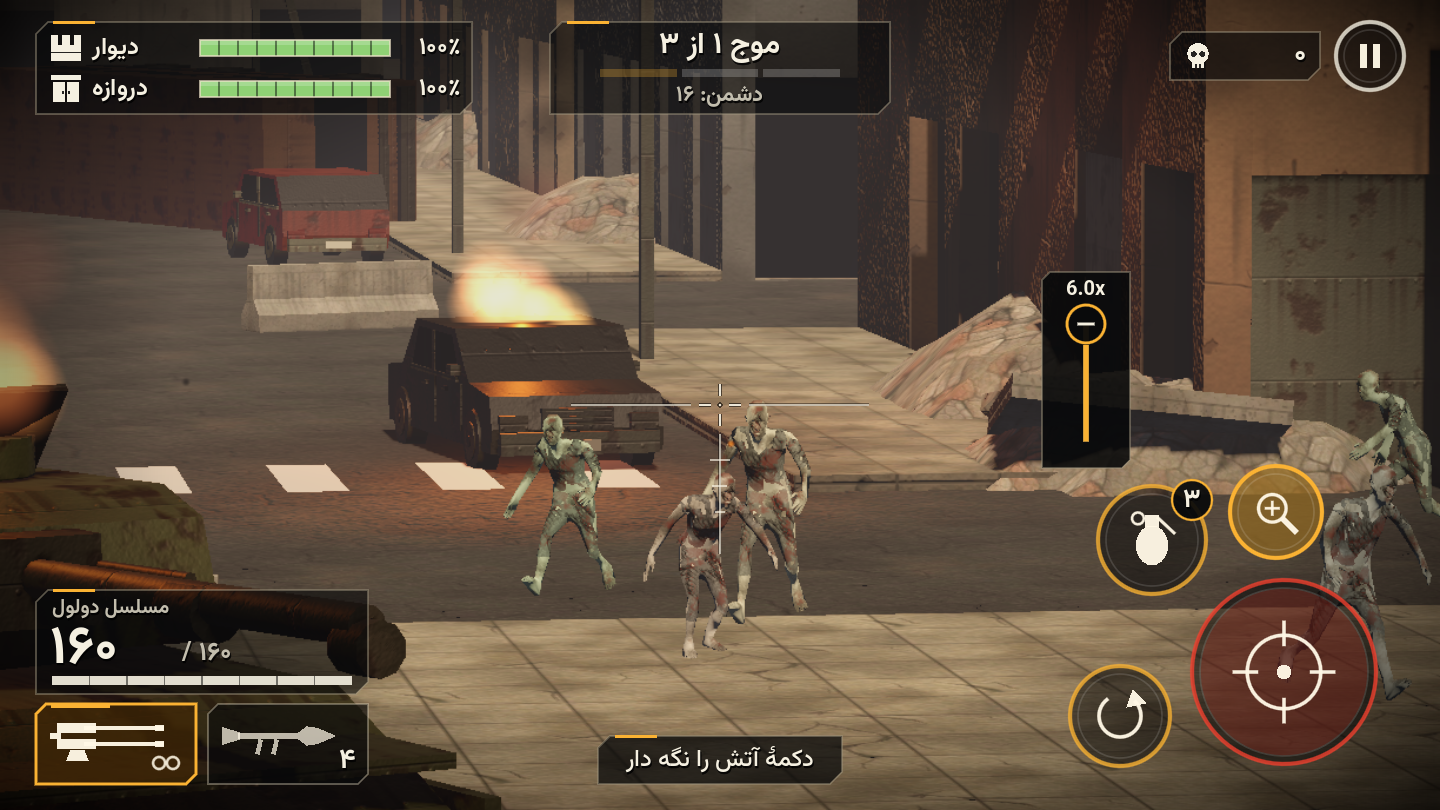 دیوار ۱۰۰٪
دروازه ۱۰۰٪
موج ۱ از ۳
دشمن: ۱۶
۰
6.0x
۳
مسلسل دولول
۱۶۰ / ۱۶۰
∞
۴
دکمهٔ آتش را نگه دار